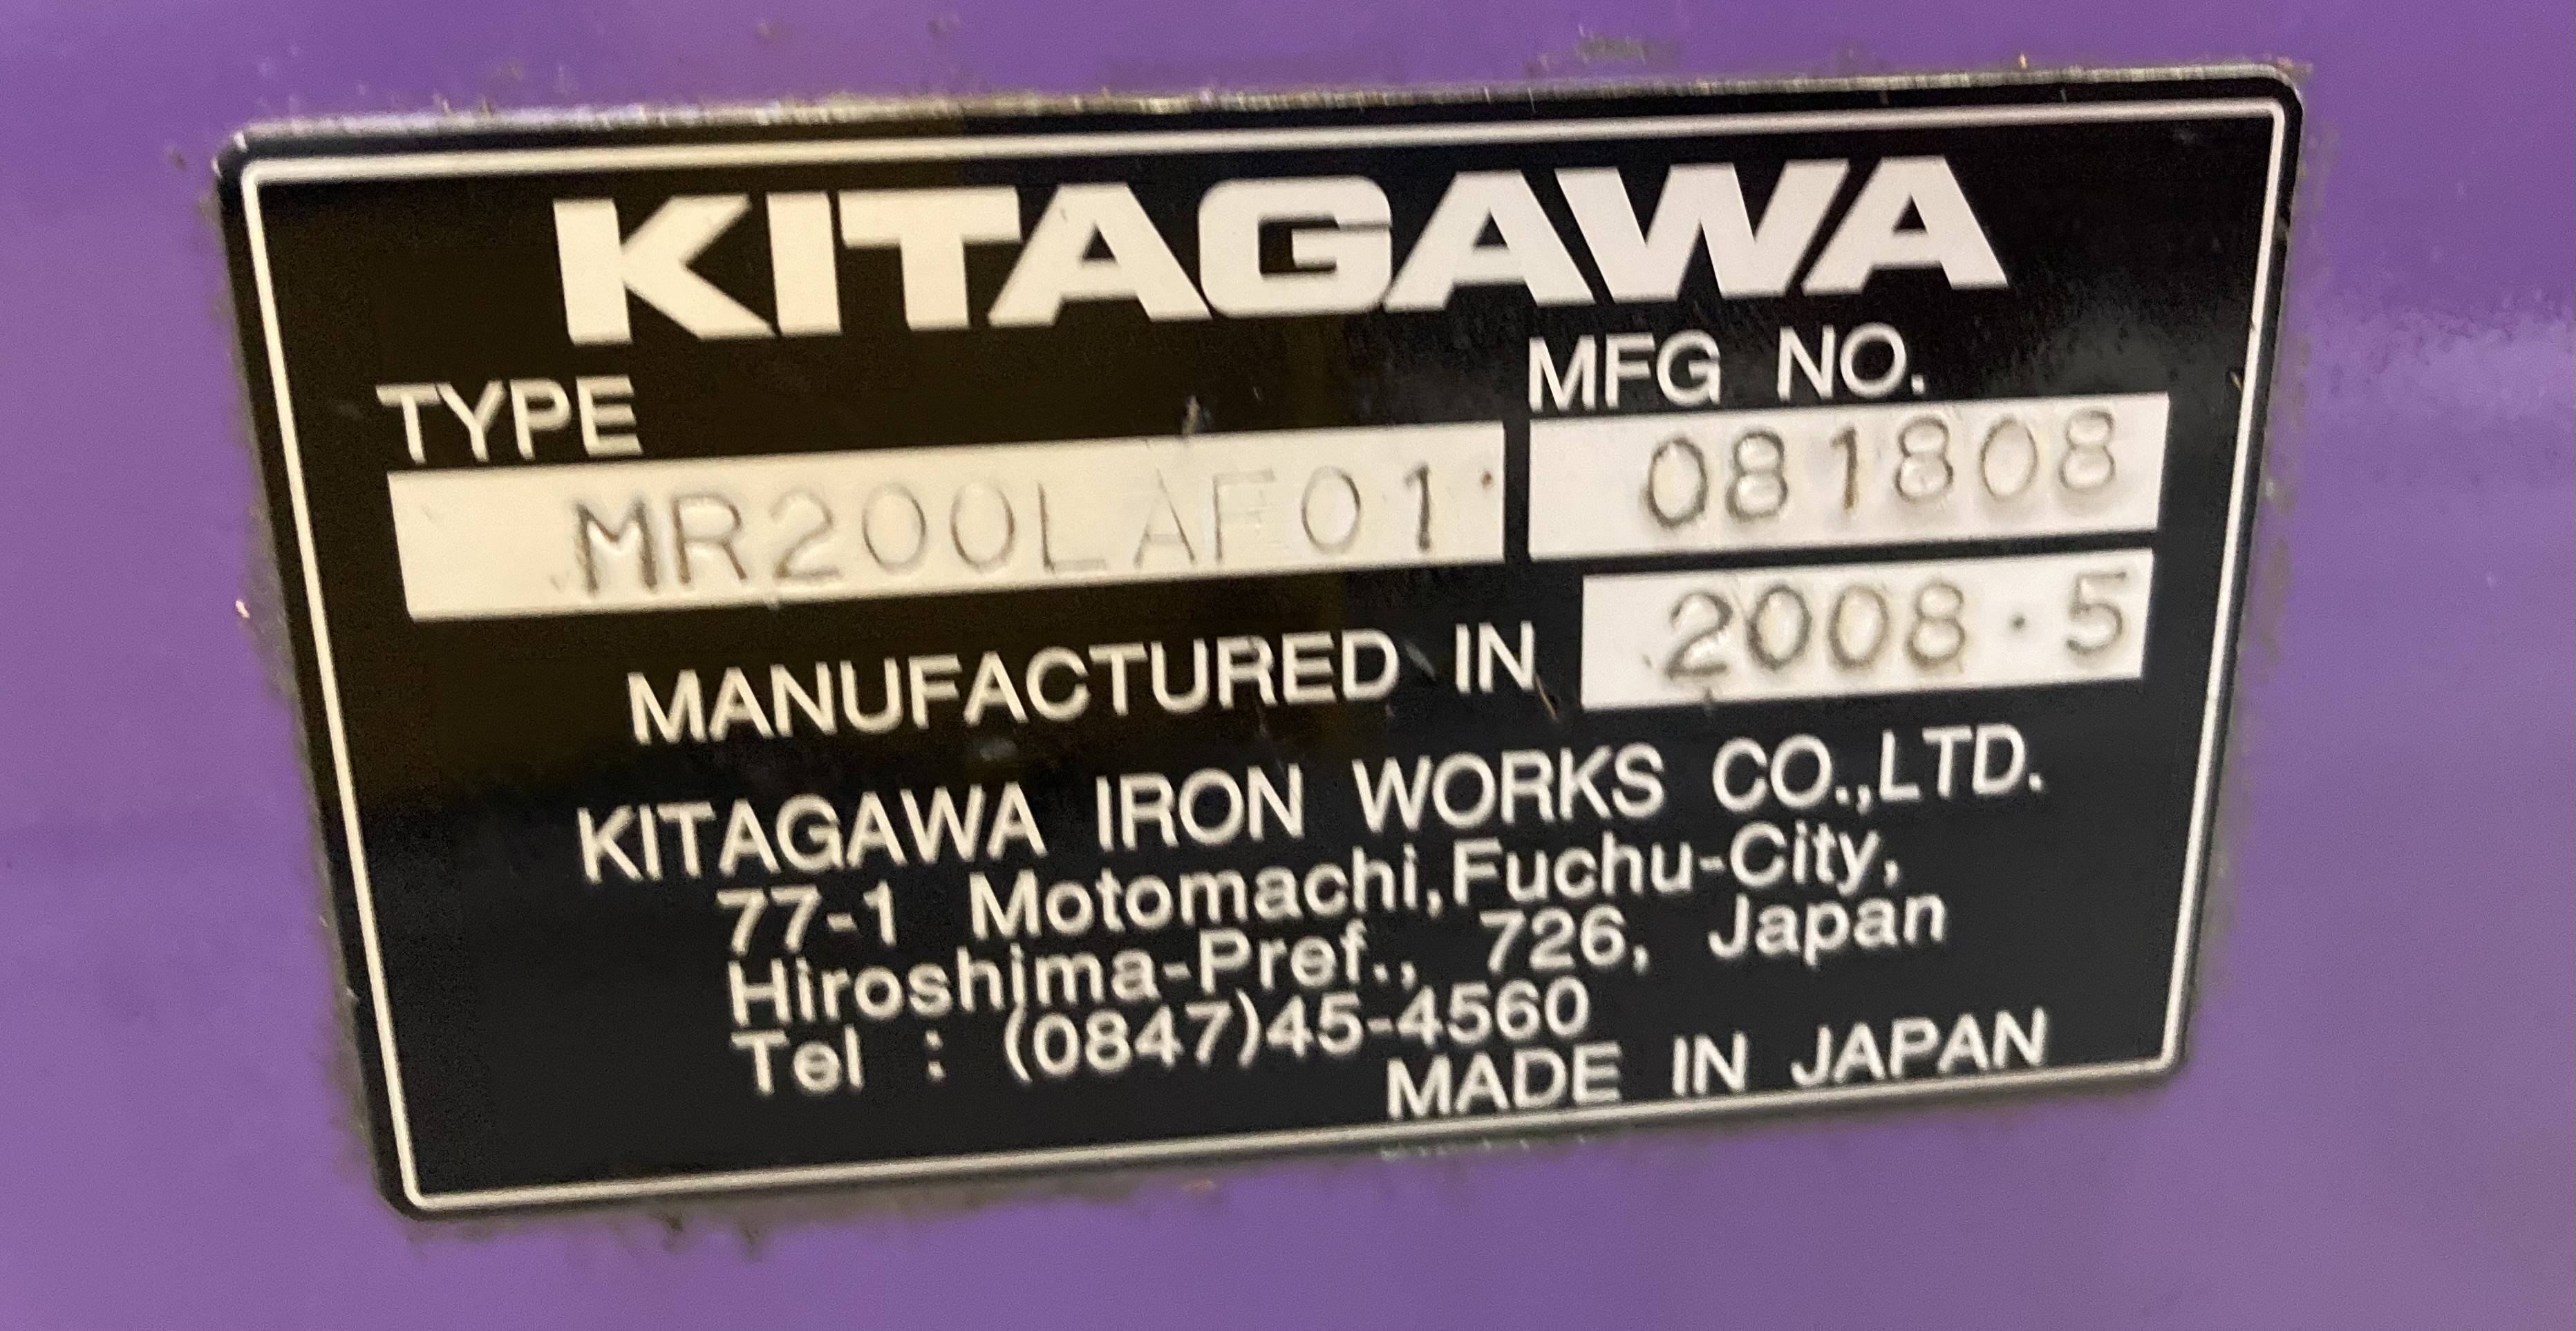 KITAGAWA
TYPE MFG NO.
MR200LAF01 081808
MANUFACTURED IN 2008.5
KITAGAWA IRON WORKS CO.,LTD.
77-1 Motomachi,Fuchu-City,
Hiroshima-Pref., 726, Japan
Tel : (0847)45-4560
MADE IN JAPAN